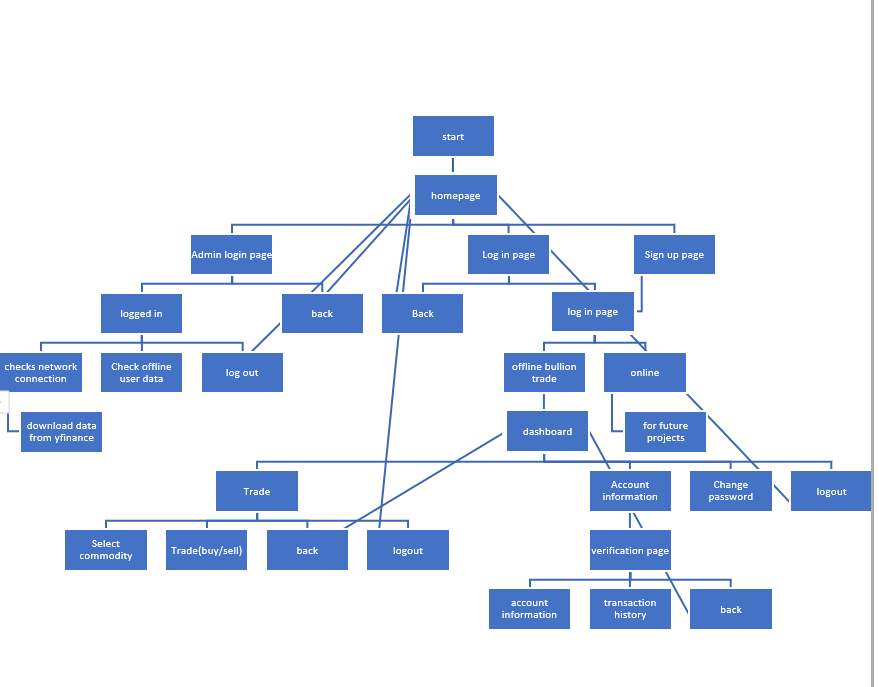 start
homepage
Admin login page
Log in page
Sign up page
logged in
back
Back
log in page
checks network
connection
Check offline
user data
log out
offline bullion
trade
online
download data
from yfinance
dashboard
for future
projects
Trade
Account
information
Change
password
logout
Select
commodity
Trade(buy/sell)
back
logout
verification page
account
information
transaction
history
back